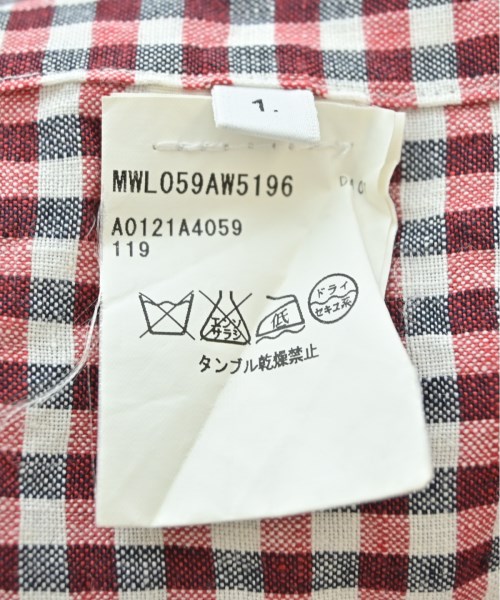 1.
MWL059AW5196
A0121A4059
119
エンソ
サラシ
低
ドライ
セキユ系
タンブル乾燥禁止